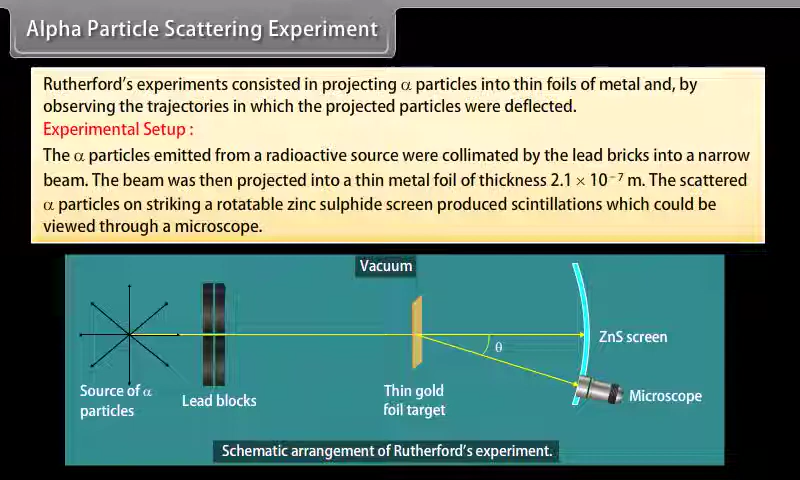 Alpha Particle Scattering Experiment
Rutherford's experiments consisted in projecting α particles into thin foils of metal and, by
observing the trajectories in which the projected particles were deflected.
Experimental Setup :
The α particles emitted from a radioactive source were collimated by the lead bricks into a narrow
beam. The beam was then projected into a thin metal foil of thickness 2.1 × 10⁻⁷ m. The scattered
α particles on striking a rotatable zinc sulphide screen produced scintillations which could be
viewed through a microscope.
Vacuum
θ
ZnS screen
Source of α
particles
Lead blocks
Thin gold
foil target
Microscope
Schematic arrangement of Rutherford's experiment.